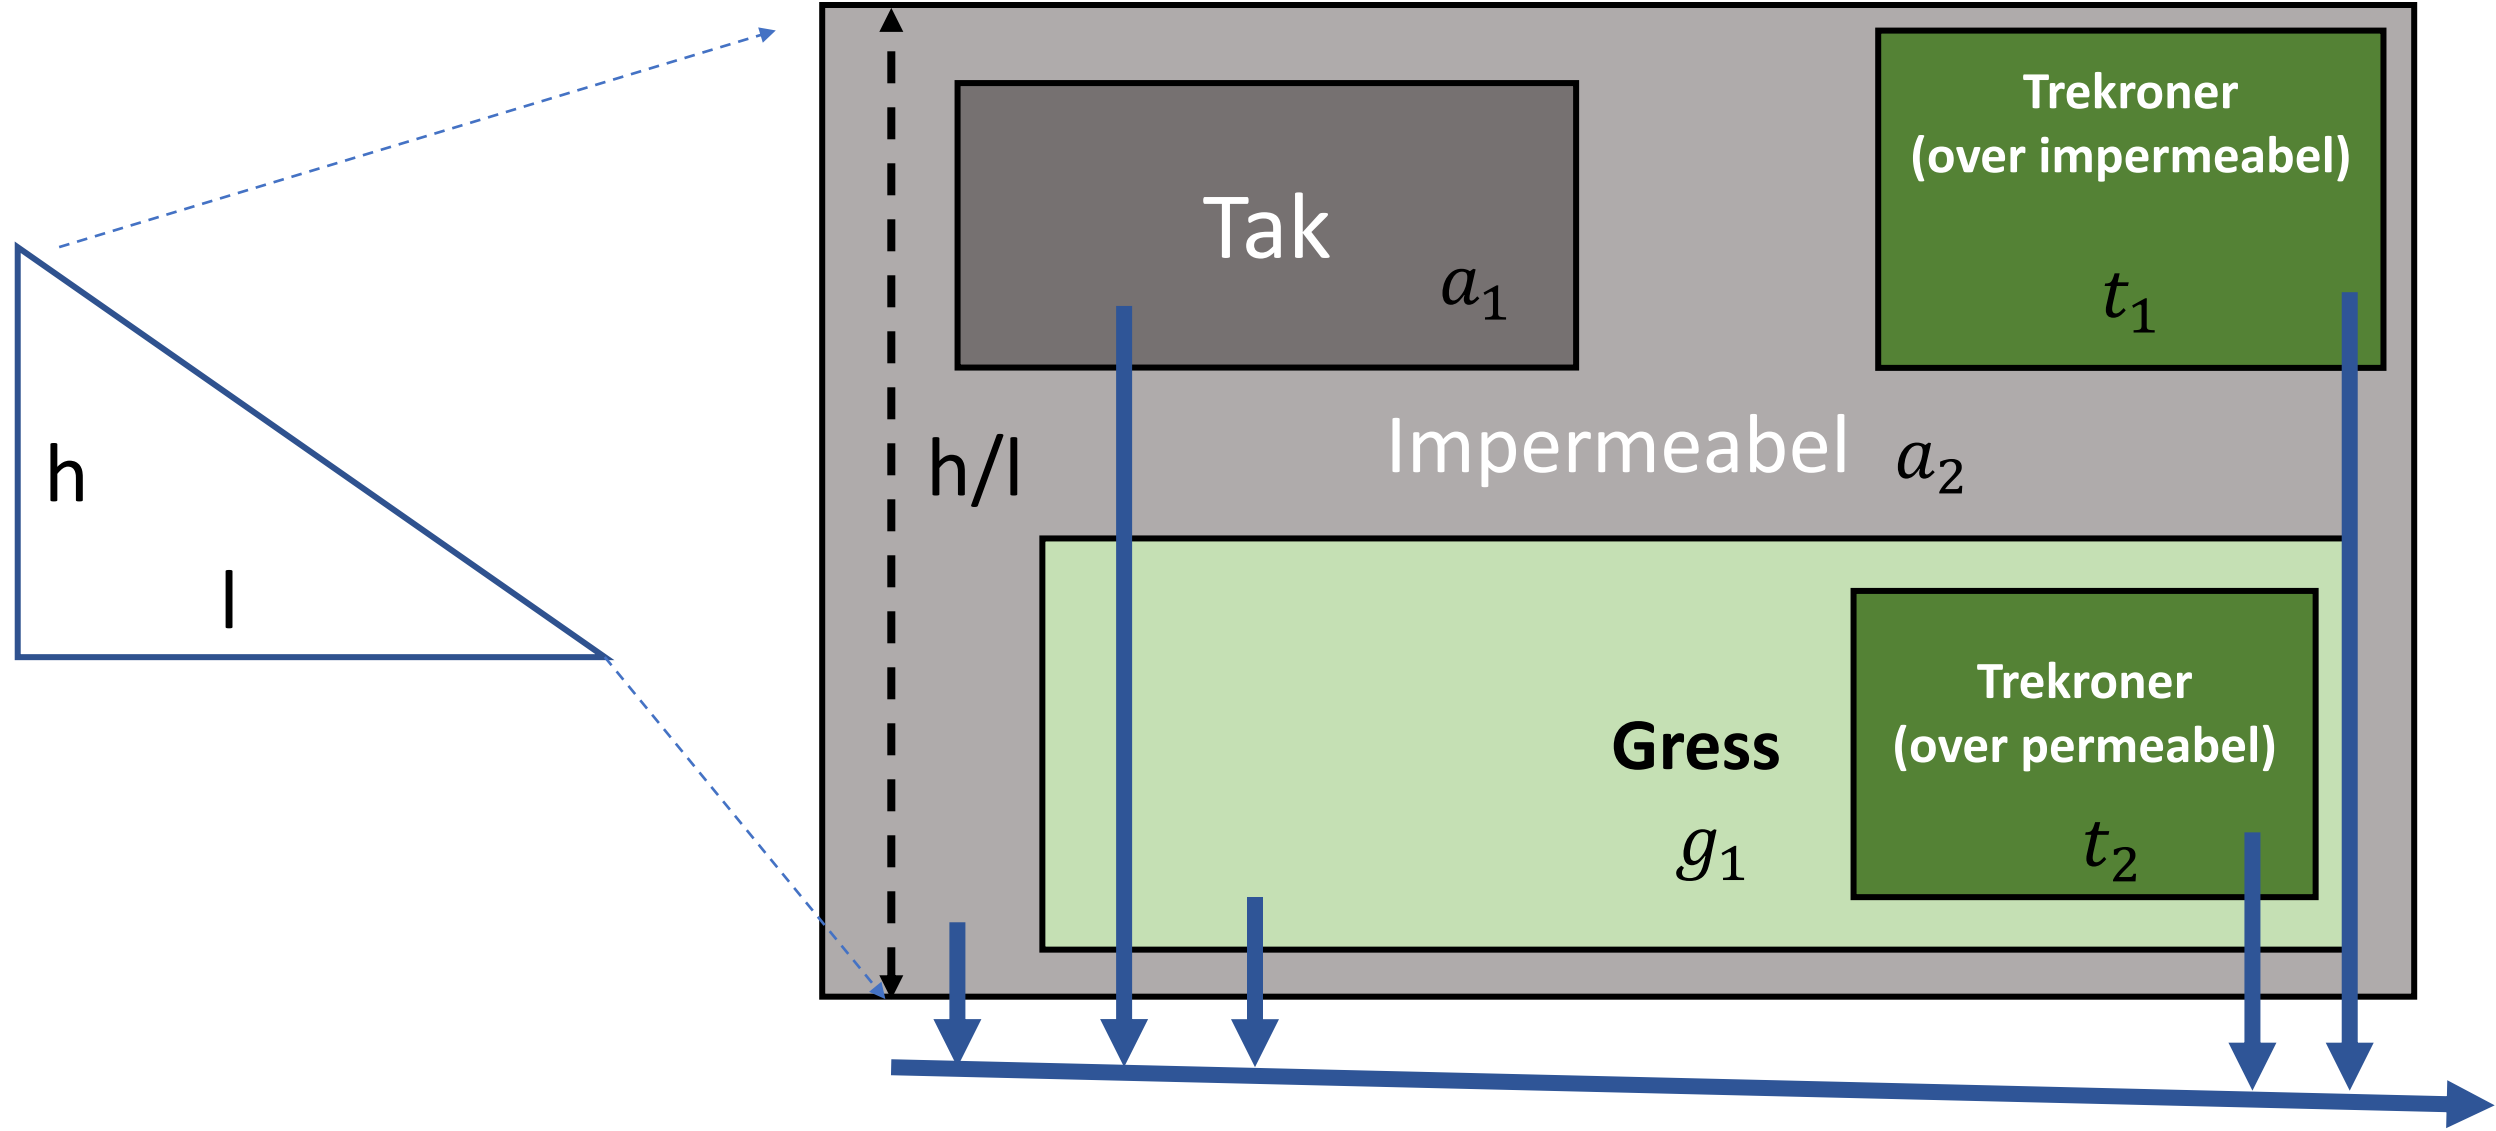 Trekroner
(over impermeabel)
Tak
a₁
t₁
h
h/l
Impermeabel
a₂
l
Trekroner
(over permeabel)
Gress
g₁
t₂